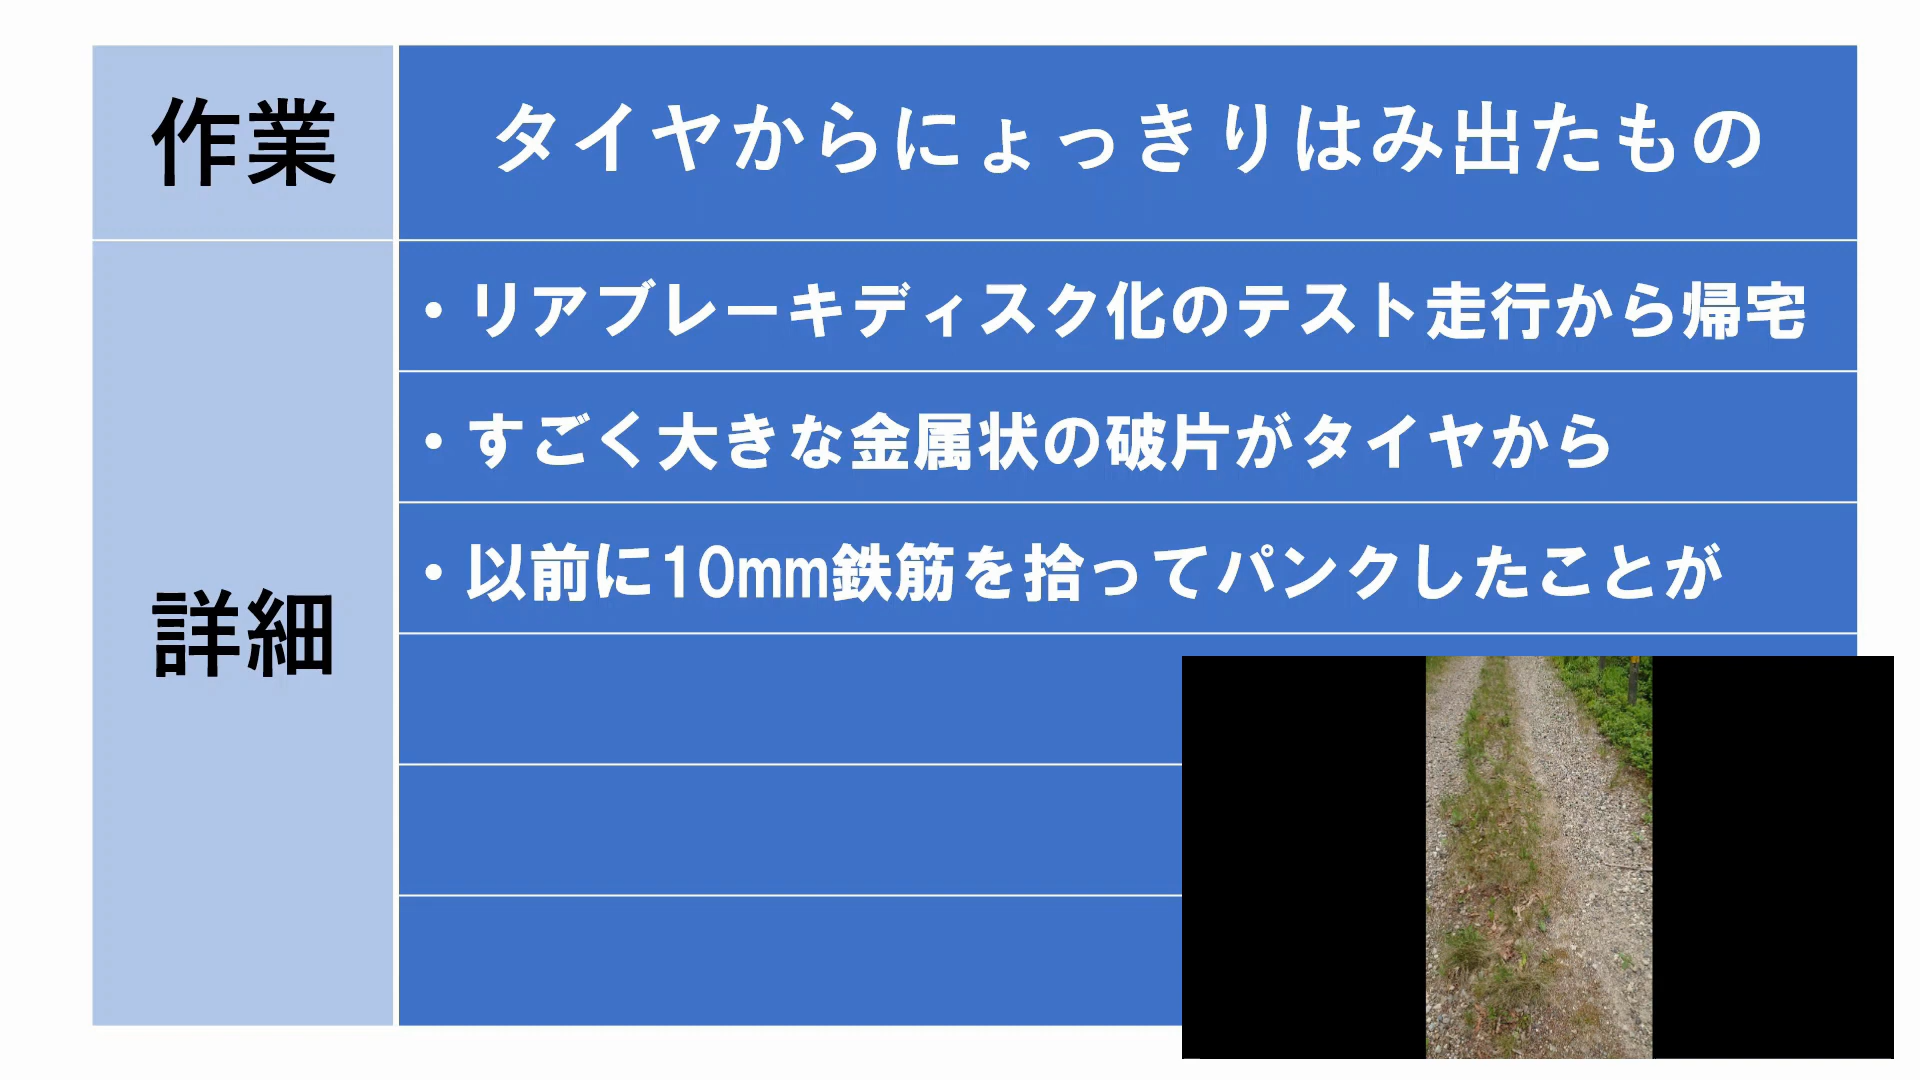 作業
タイヤからにょっきりはみ出たもの
詳細
・リアブレーキディスク化のテスト走行から帰宅
・すごく大きな金属状の破片がタイヤから
・以前に10mm鉄筋を拾ってパンクしたことが